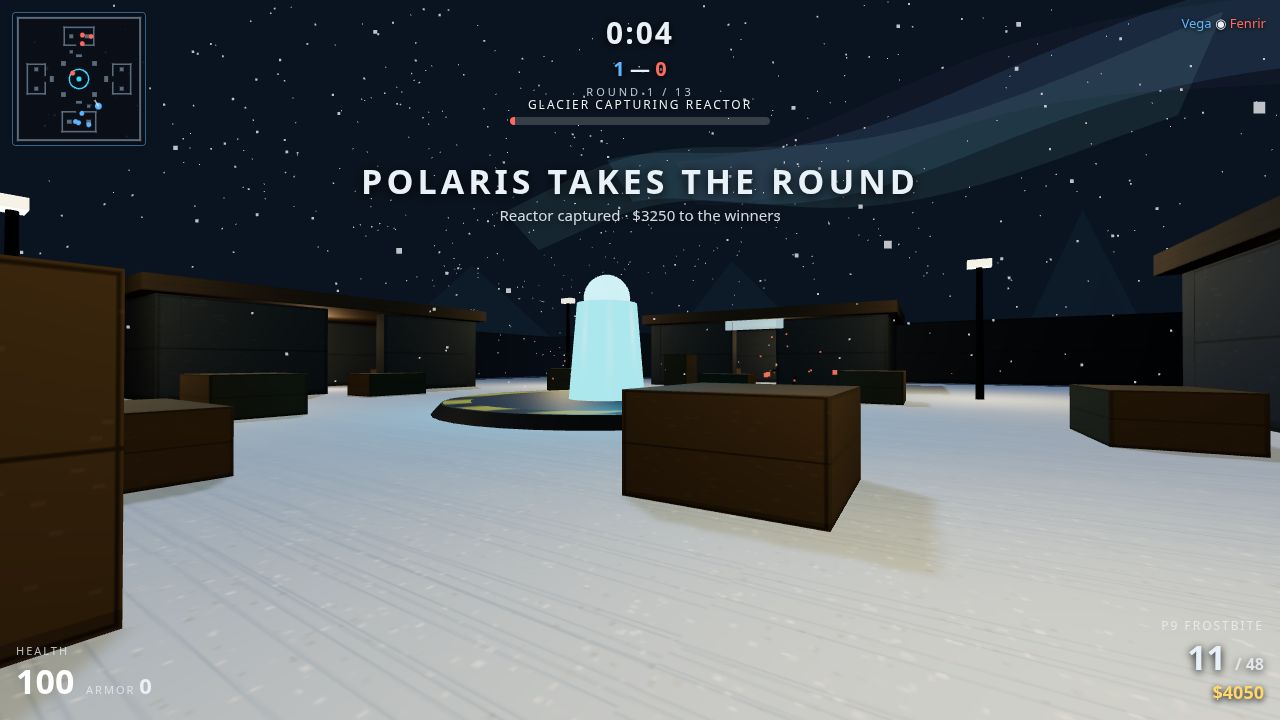 0:04
1 — 0
ROUND 1 / 13
GLACIER CAPTURING REACTOR
Vega ◉ Fenrir
POLARIS TAKES THE ROUND
Reactor captured · $3250 to the winners
HEALTH
100 ARMOR 0
P9 FROSTBITE
11 / 48
$4050